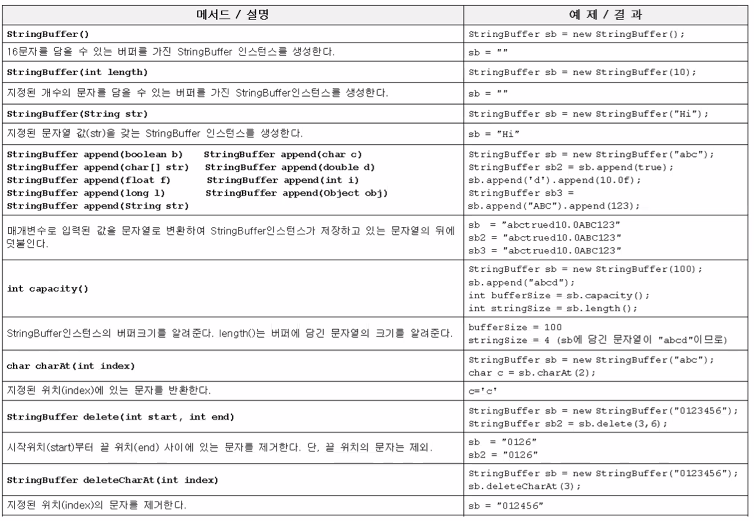 메서드 / 설명
예 제 / 결 과
StringBuffer()
StringBuffer sb = new StringBuffer();
16문자를 담을 수 있는 버퍼를 가진 StringBuffer 인스턴스를 생성한다.
sb = ""
StringBuffer(int length)
StringBuffer sb = new StringBuffer(10);
지정된 개수의 문자를 담을 수 있는 버퍼를 가진 StringBuffer인스턴스를 생성한다.
sb = ""
StringBuffer(String str)
StringBuffer sb = new StringBuffer("Hi");
지정된 문자열 값(str)을 갖는 StringBuffer 인스턴스를 생성한다.
sb = "Hi"
StringBuffer append(boolean b) StringBuffer append(char c)
StringBuffer append(char[] str) StringBuffer append(double d)
StringBuffer append(float f) StringBuffer append(int i)
StringBuffer append(long l) StringBuffer append(Object obj)
StringBuffer append(String str)
StringBuffer sb = new StringBuffer("abc");
StringBuffer sb2 = sb.append(true);
sb.append('d').append(10.0f);
StringBuffer sb3 =
sb.append("ABC").append(123);
매개변수로 입력된 값을 문자열로 변환하여 StringBuffer인스턴스가 저장하고 있는 문자열의 뒤에
덧붙인다.
sb = "abctrued10.0ABC123"
sb2 = "abctrued10.0ABC123"
sb3 = "abctrued10.0ABC123"
int capacity()
StringBuffer sb = new StringBuffer(100);
sb.append("abcd");
int bufferSize = sb.capacity();
int stringSize = sb.length();
StringBuffer인스턴스의 버퍼크기를 알려준다. length()는 버퍼에 담긴 문자열의 크기를 알려준다.
bufferSize = 100
stringSize = 4 (sb에 담긴 문자열이 "abcd"이므로)
char charAt(int index)
StringBuffer sb = new StringBuffer("abc");
char c = sb.charAt(2);
지정된 위치(index)에 있는 문자를 반환한다.
c='c'
StringBuffer delete(int start, int end)
StringBuffer sb = new StringBuffer("0123456");
StringBuffer sb2 = sb.delete(3,6);
시작위치(start)부터 끝 위치(end) 사이에 있는 문자를 제거한다. 단, 끝 위치의 문자는 제외.
sb = "0126"
sb2 = "0126"
StringBuffer deleteCharAt(int index)
StringBuffer sb = new StringBuffer("0123456");
sb.deleteCharAt(3);
지정된 위치(index)의 문자를 제거한다.
sb = "012456"